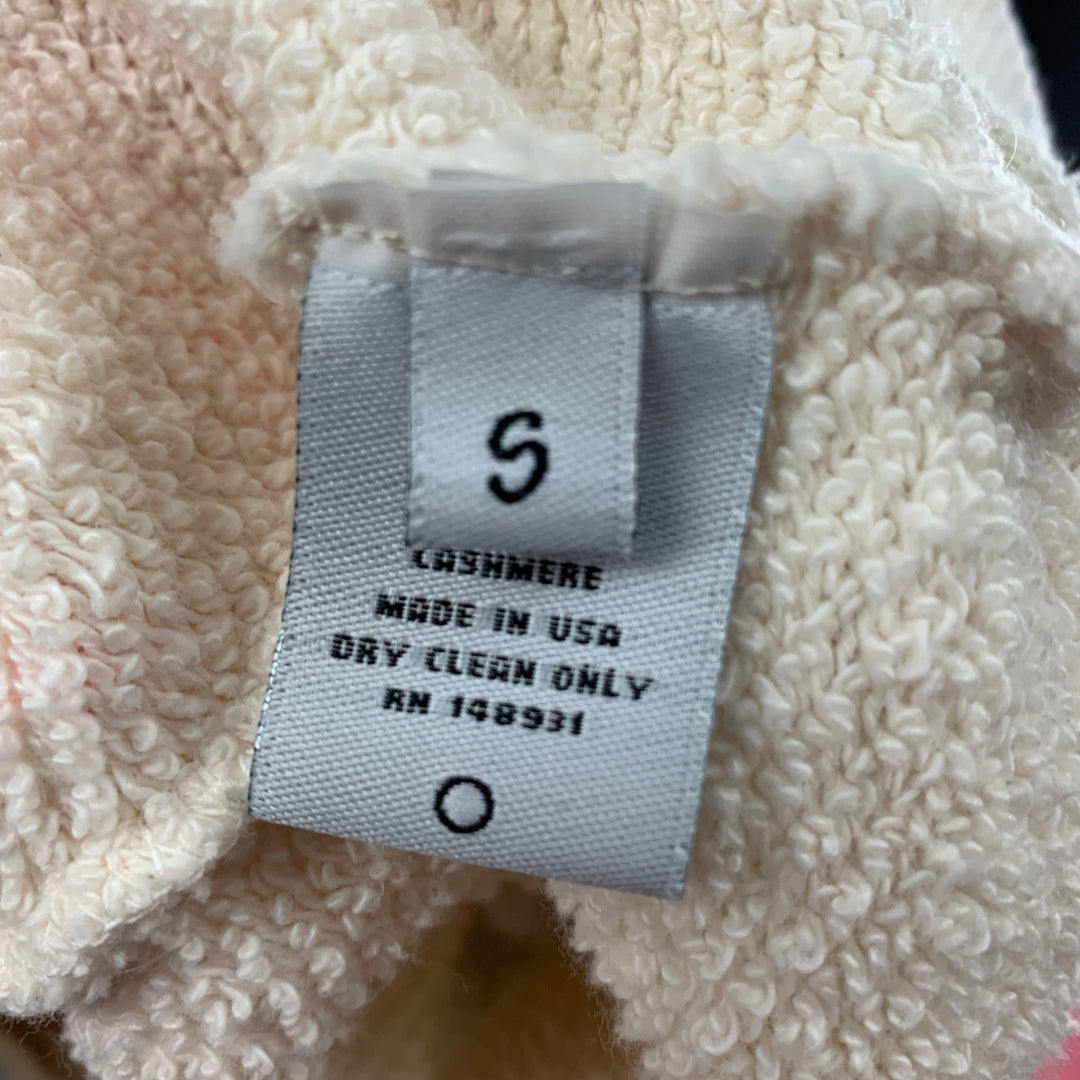 S
CASHMERE
MADE IN USA
DRY CLEAN ONLY
RN 148931